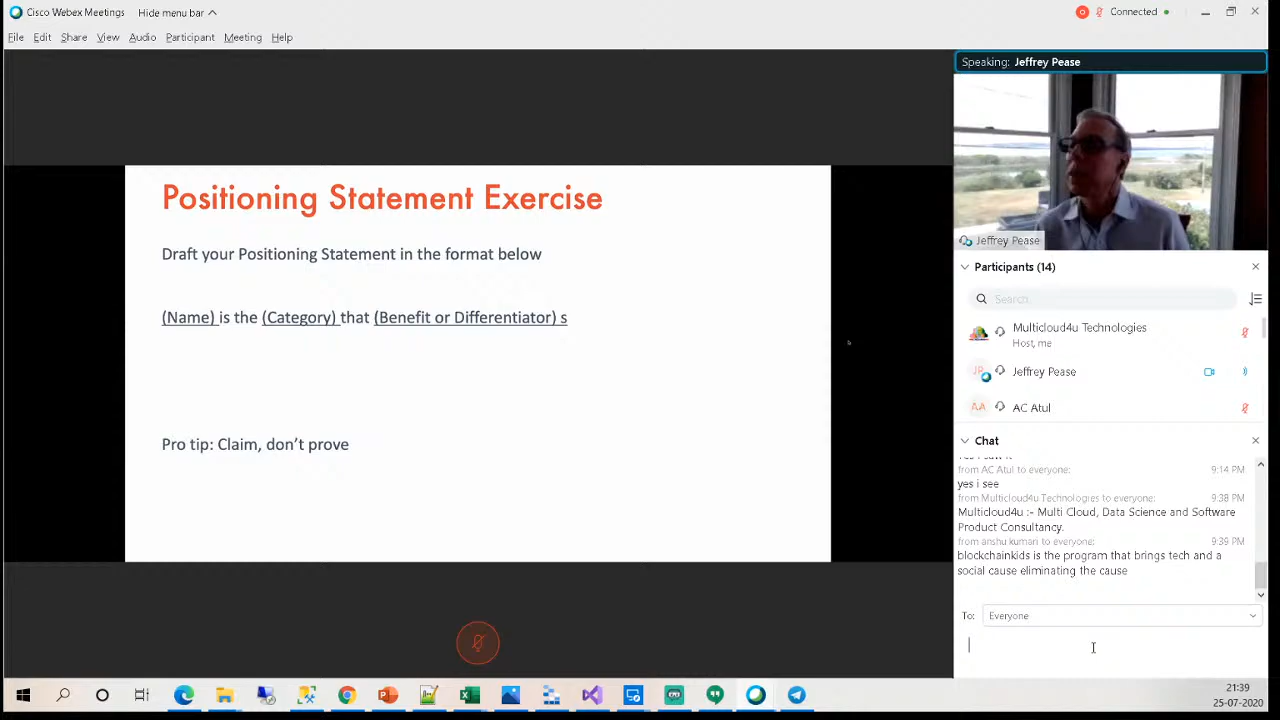 Cisco Webex Meetings
Hide menu bar
Connected
File Edit Share View Audio Participant Meeting Help
Speaking: Jeffrey Pease
Positioning Statement Exercise
Draft your Positioning Statement in the format below
(Name) is the (Category) that (Benefit or Differentiator) s
Pro tip: Claim, don't prove
Jeffrey Pease
Participants (14)
Search
Multicloud4u Technologies
Host, me
JP Jeffrey Pease
AA AC Atul
Chat
from AC Atul to everyone: 9:14 PM
yes i see
from Multicloud4u Technologies to everyone: 9:38 PM
Multicloud4u :- Multi Cloud, Data Science and Software
Product Consultancy.
from anshu kumari to everyone: 9:39 PM
blockchainkids is the program that brings tech and a
social cause eliminating the cause
To: Everyone
21:39
25-07-2020